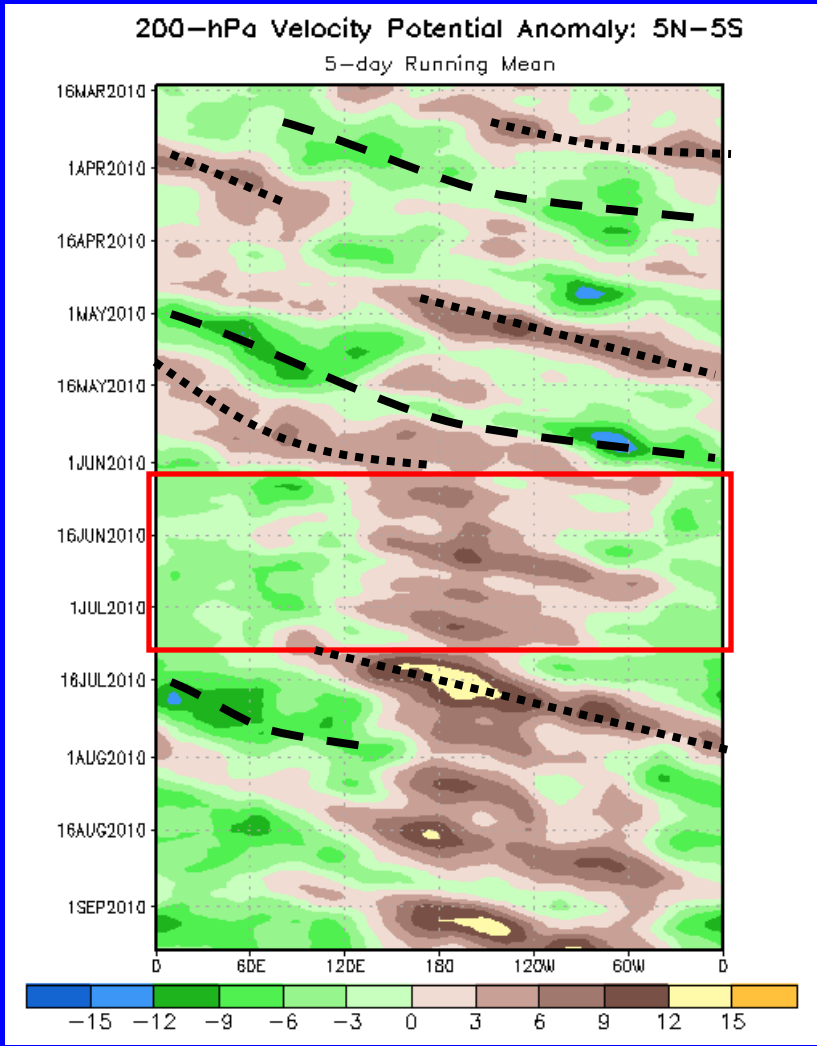 200-hPa Velocity Potential Anomaly: 5N-5S
5-day Running Mean
16MAR2010
1APR2010
16APR2010
1MAY2010
16MAY2010
1JUN2010
16JUN2010
1JUL2010
16JUL2010
1AUG2010
16AUG2010
1SEP2010
0 60E 120E 180 120W 60W 0
-15 -12 -9 -6 -3 0 3 6 9 12 15